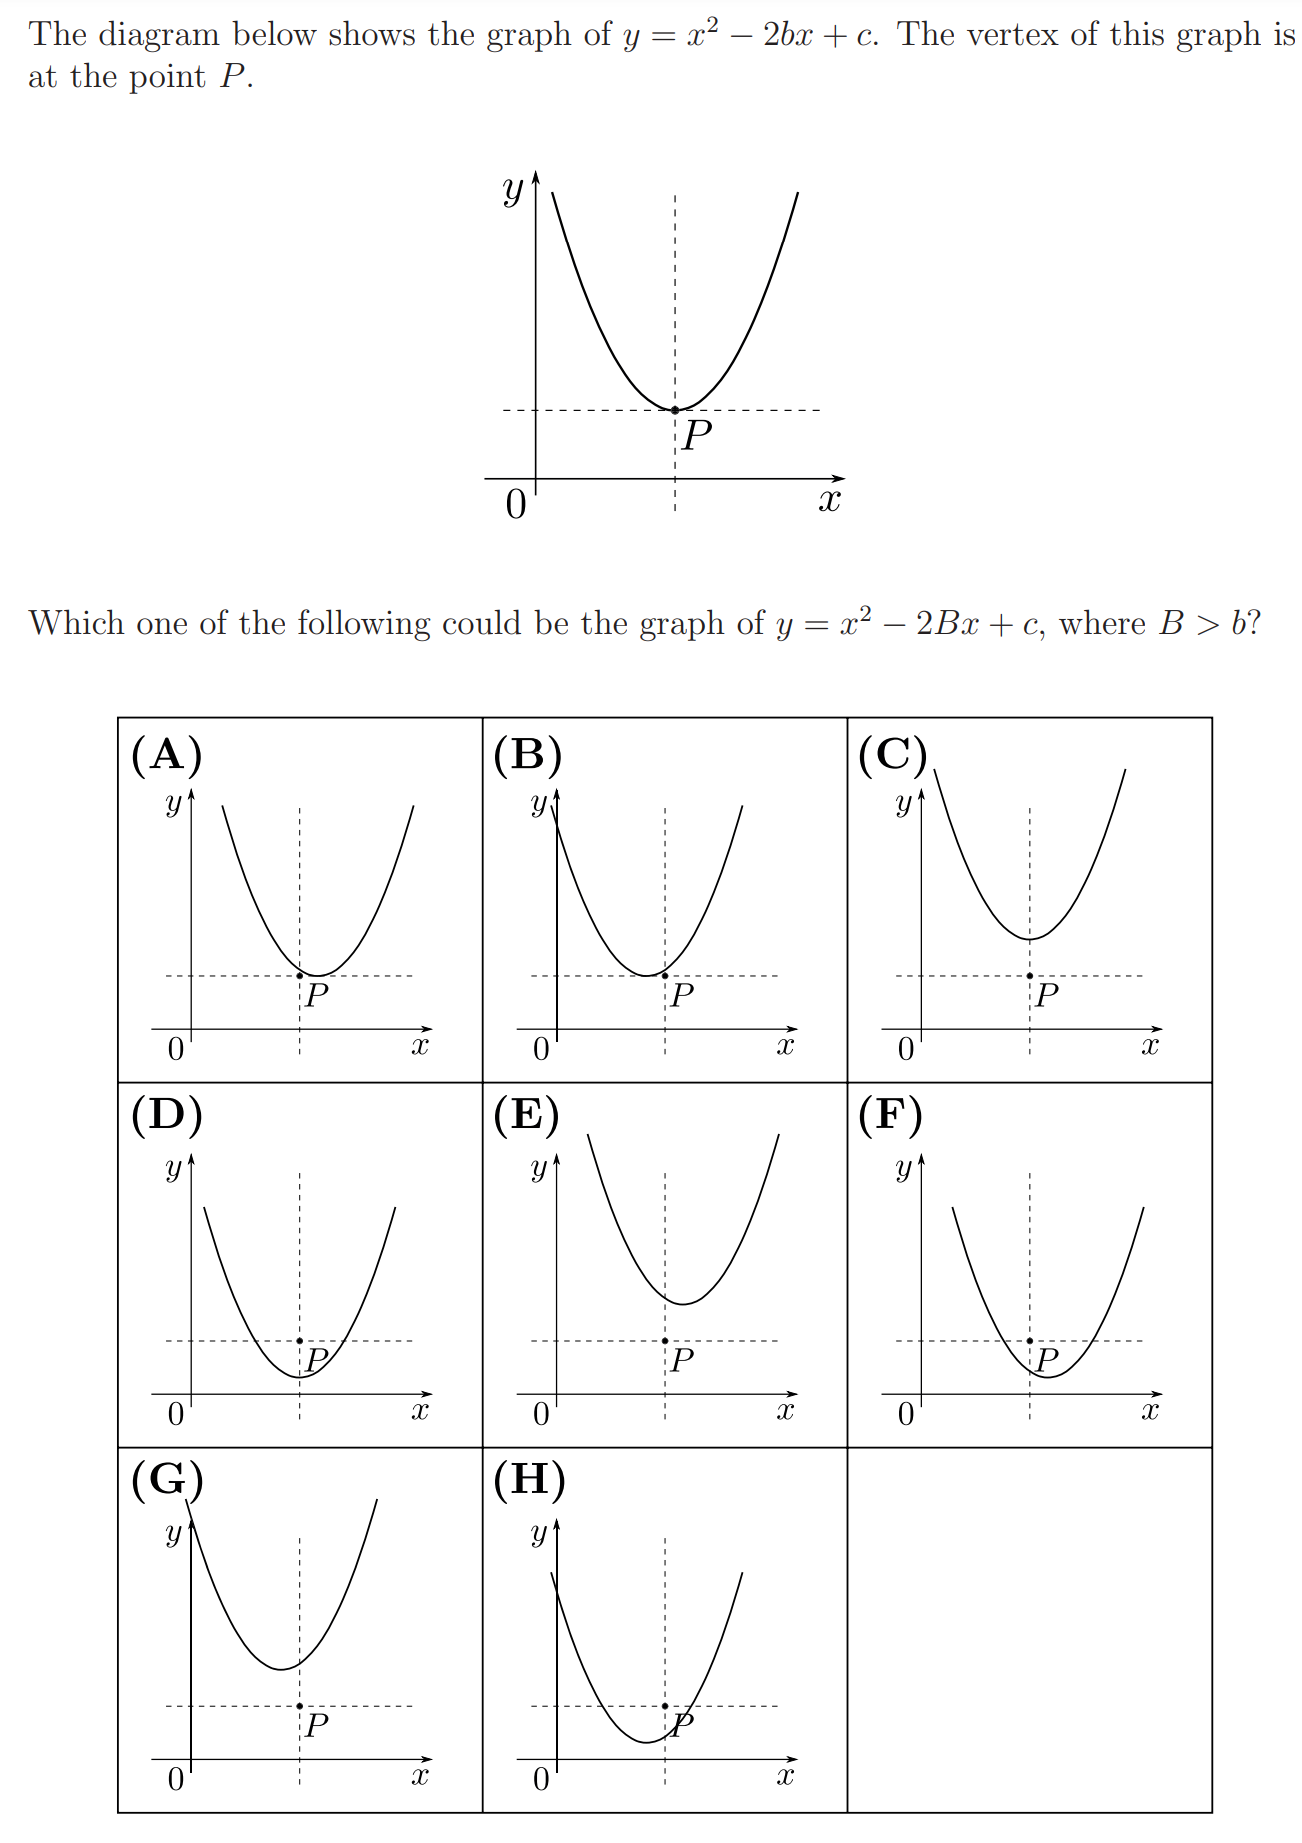 The diagram below shows the graph of y = x² − 2bx + c. The vertex of this graph is
at the point P.
y
P
0
x
Which one of the following could be the graph of y = x² − 2Bx + c, where B > b?
(A)
y
P
0
x
(B)
y
P
0
x
(C)
y
P
0
x
(D)
y
P
0
x
(E)
y
P
0
x
(F)
y
P
0
x
(G)
y
P
0
x
(H)
y
P
0
x